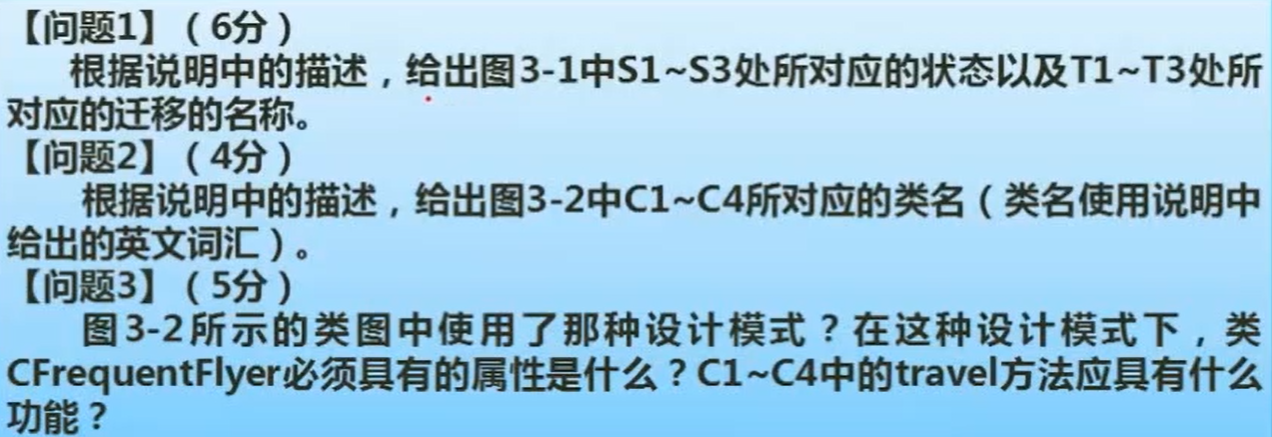 【问题1】（6分）
根据说明中的描述，给出图3-1中S1~S3处所对应的状态以及T1~T3处所
对应的迁移的名称。
【问题2】（4分）
根据说明中的描述，给出图3-2中C1~C4所对应的类名（类名使用说明中
给出的英文词汇）。
【问题3】（5分）
图3-2所示的类图中使用了那种设计模式？在这种设计模式下，类
CFrequentFlyer必须具有的属性是什么？C1~C4中的travel方法应具有什么
功能？